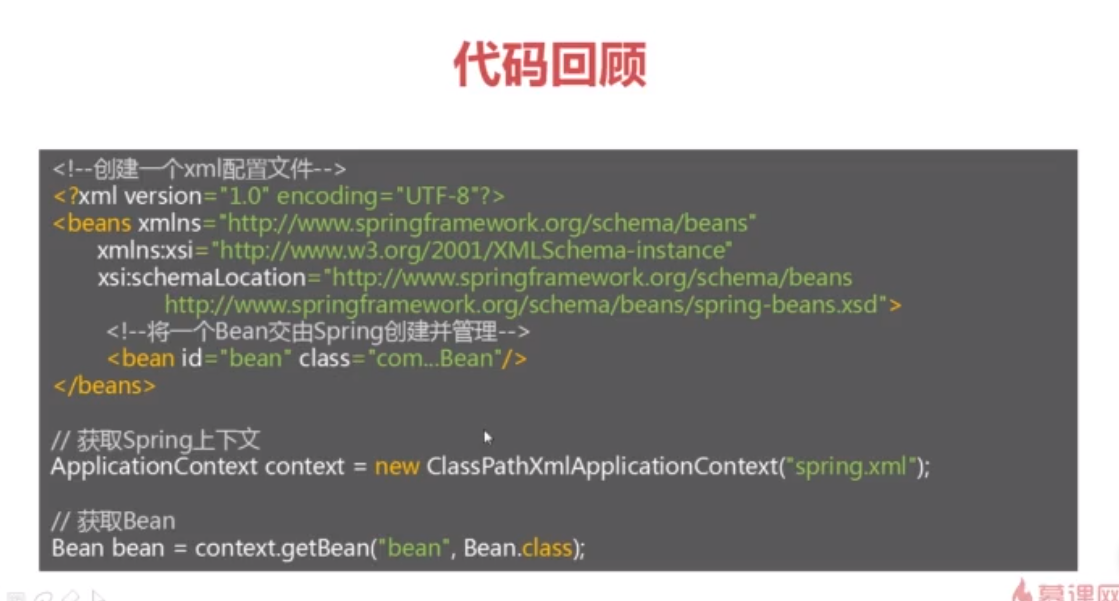 代码回顾
<!--创建一个xml配置文件-->
<?xml version="1.0" encoding="UTF-8"?>
<beans xmlns="http://www.springframework.org/schema/beans"
xmlns:xsi="http://www.w3.org/2001/XMLSchema-instance"
xsi:schemaLocation="http://www.springframework.org/schema/beans
http://www.springframework.org/schema/beans/spring-beans.xsd">
<!--将一个Bean交由Spring创建并管理-->
<bean id="bean" class="com...Bean"/>
</beans>
// 获取Spring上下文
ApplicationContext context = new ClassPathXmlApplicationContext("spring.xml");
// 获取Bean
Bean bean = context.getBean("bean", Bean.class);
慕课网